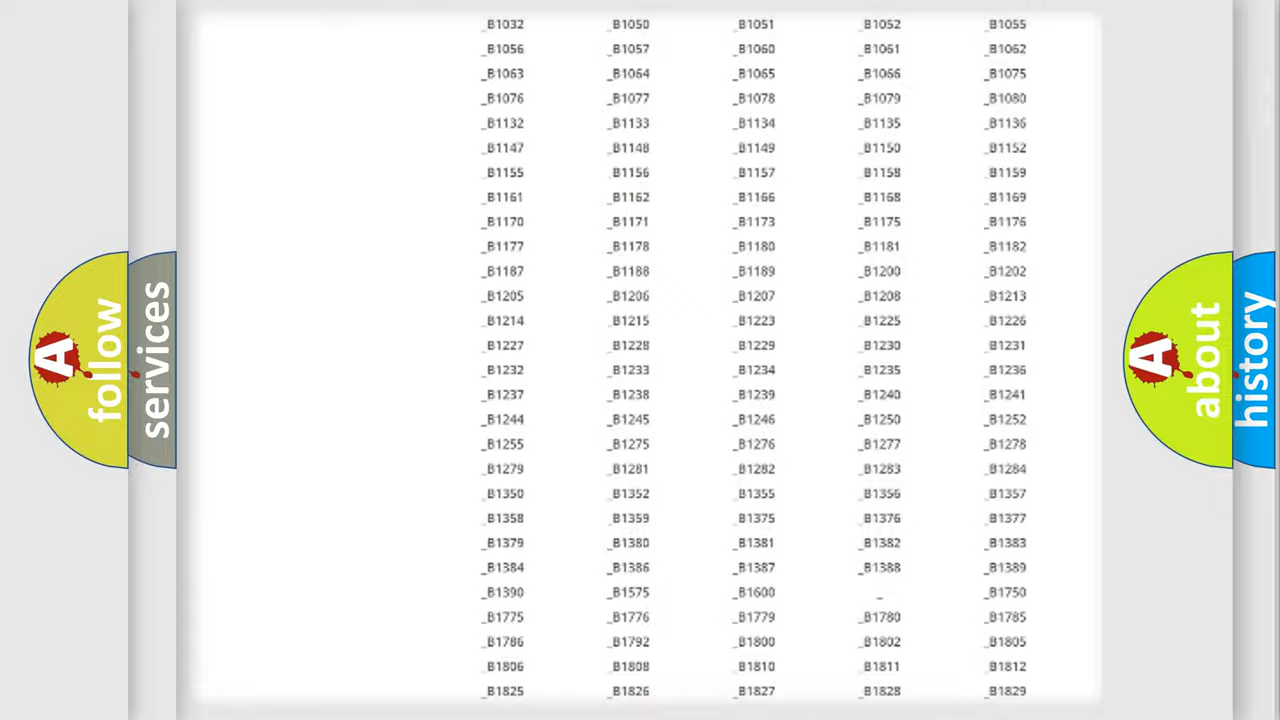 _B1032 _B1050 _B1051 _B1052 _B1055
_B1056 _B1057 _B1060 _B1061 _B1062
_B1063 _B1064 _B1065 _B1066 _B1075
_B1076 _B1077 _B1078 _B1079 _B1080
_B1132 _B1133 _B1134 _B1135 _B1136
_B1147 _B1148 _B1149 _B1150 _B1152
_B1155 _B1156 _B1157 _B1158 _B1159
_B1161 _B1162 _B1166 _B1168 _B1169
_B1170 _B1171 _B1173 _B1175 _B1176
_B1177 _B1178 _B1180 _B1181 _B1182
_B1187 _B1188 _B1189 _B1200 _B1202
_B1205 _B1206 _B1207 _B1208 _B1213
_B1214 _B1215 _B1223 _B1225 _B1226
_B1227 _B1228 _B1229 _B1230 _B1231
_B1232 _B1233 _B1234 _B1235 _B1236
_B1237 _B1238 _B1239 _B1240 _B1241
_B1244 _B1245 _B1246 _B1250 _B1252
_B1255 _B1275 _B1276 _B1277 _B1278
_B1279 _B1281 _B1282 _B1283 _B1284
_B1350 _B1352 _B1355 _B1356 _B1357
_B1358 _B1359 _B1375 _B1376 _B1377
_B1379 _B1380 _B1381 _B1382 _B1383
_B1384 _B1386 _B1387 _B1388 _B1389
_B1390 _B1575 _B1600 _ _B1750
_B1775 _B1776 _B1779 _B1780 _B1785
_B1786 _B1792 _B1800 _B1802 _B1805
_B1806 _B1808 _B1810 _B1811 _B1812
_B1825 _B1826 _B1827 _B1828 _B1829
A follow
services
A about
history